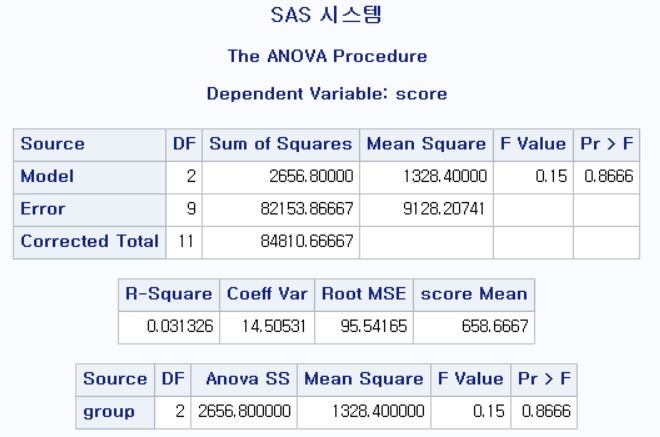 SAS 시스템
The ANOVA Procedure
Dependent Variable: score
Source DF Sum of Squares Mean Square F Value Pr > F
Model 2 2656.80000 1328.40000 0.15 0.8666
Error 9 82153.86667 9128.20741
Corrected Total 11 84810.66667
R-Square Coeff Var Root MSE score Mean
0.031326 14.50531 95.54165 658.6667
Source DF Anova SS Mean Square F Value Pr > F
group 2 2656.800000 1328.400000 0.15 0.8666